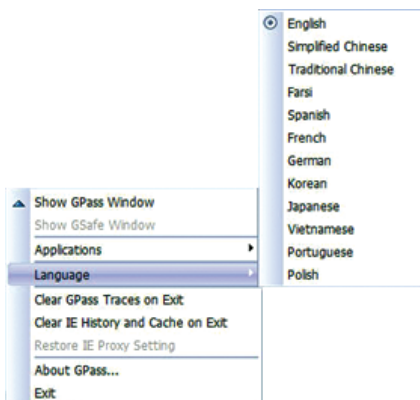 English
Simplified Chinese
Traditional Chinese
Farsi
Spanish
French
German
Korean
Japanese
Vietnamese
Portuguese
Polish
Show GPass Window
Show GSafe Window
Applications
Language
Clear GPass Traces on Exit
Clear IE History and Cache on Exit
Restore IE Proxy Setting
About GPass...
Exit